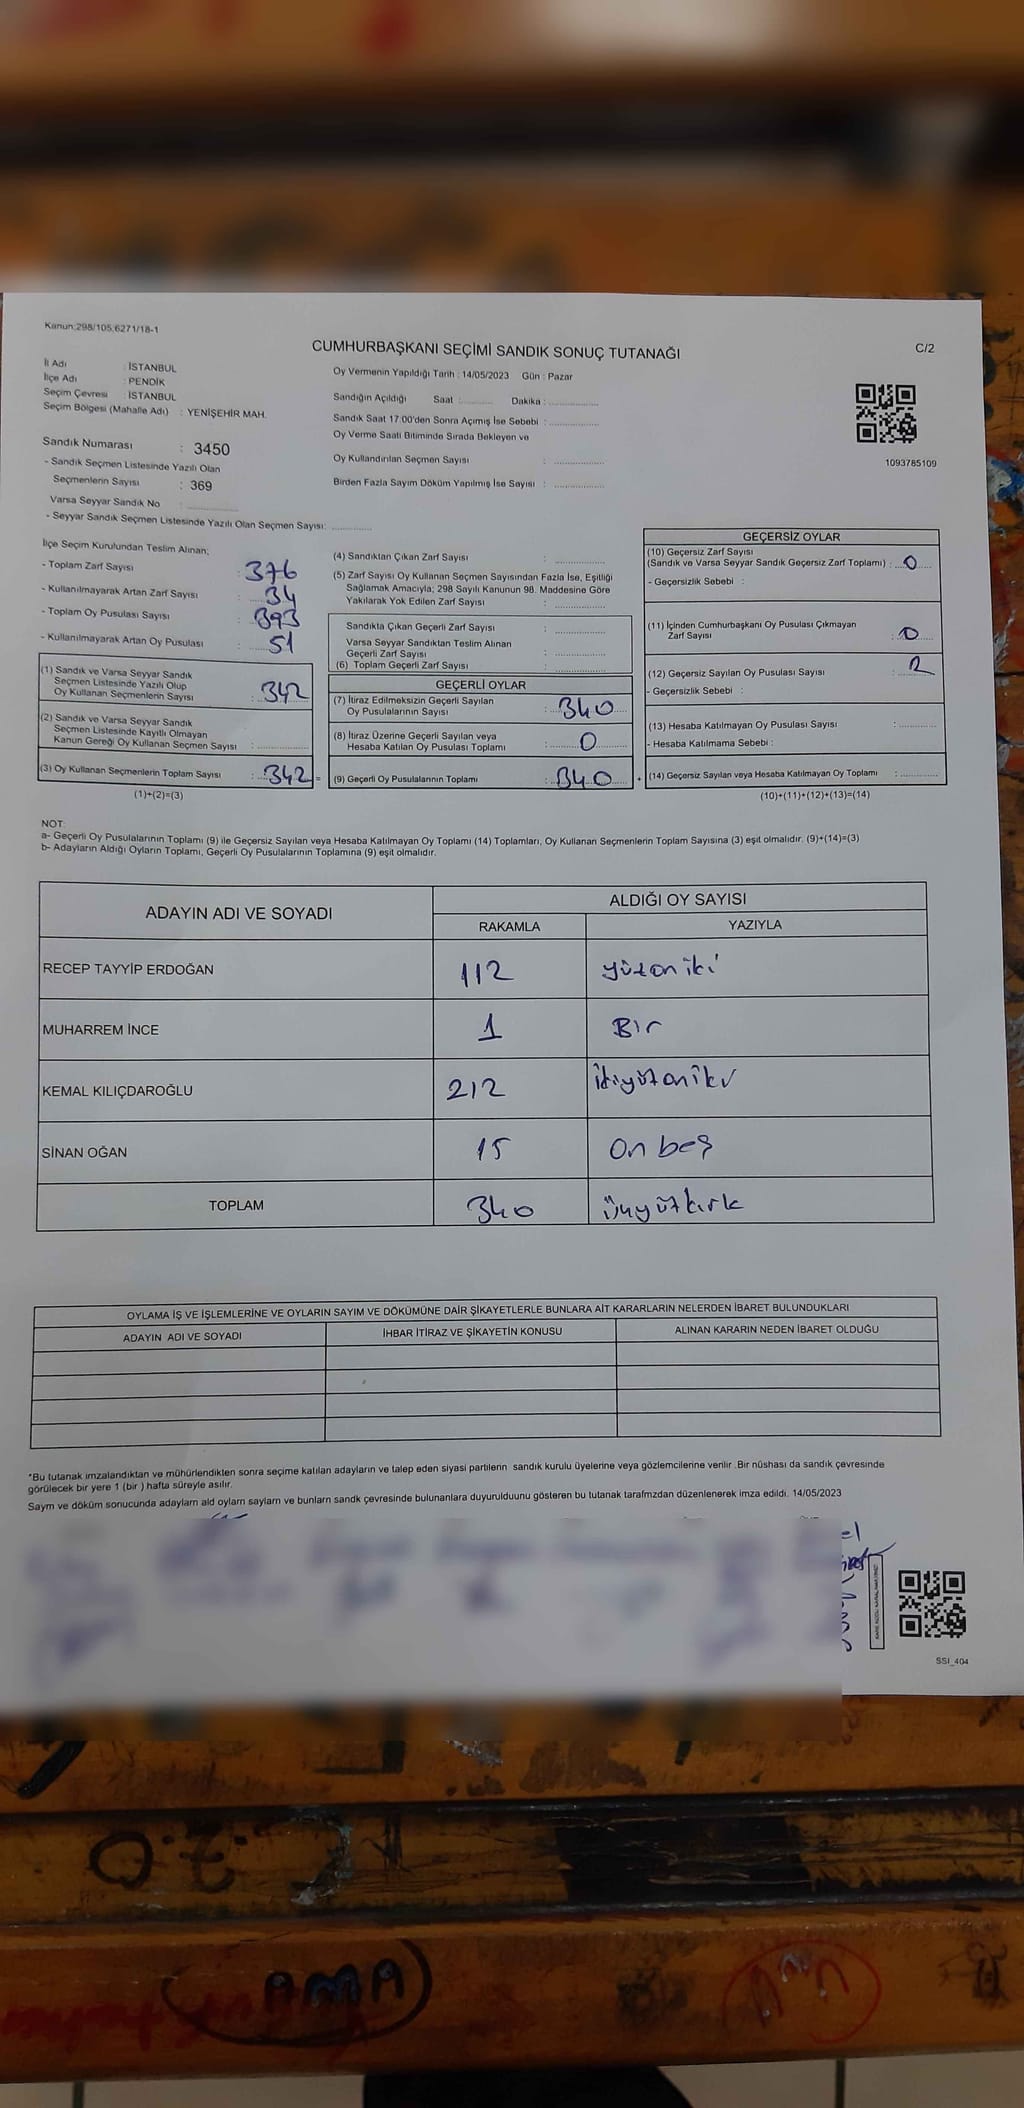 Kanun:298/105;6271/18-1
CUMHURBAŞKANI SEÇİMİ SANDIK SONUÇ TUTANAĞI
C/2
İl Adı : İSTANBUL
İlçe Adı : PENDİK
Seçim Çevresi : İSTANBUL
Seçim Bölgesi (Mahalle Adı) : YENİŞEHİR MAH.
Sandık Numarası : 3450
- Sandık Seçmen Listesinde Yazılı Olan
Seçmenlerin Sayısı : 369
Varsa Seyyar Sandık No :
- Seyyar Sandık Seçmen Listesinde Yazılı Olan Seçmen Sayısı:
Oy Vermenin Yapıldığı Tarih : 14/05/2023 Gün : Pazar
Sandığın Açıldığı Saat : Dakika :
Sandık Saat 17:00'den Sonra Açımış İse Sebebi :
Oy Verme Saati Bitiminde Sırada Bekleyen ve
Oy Kullandırılan Seçmen Sayısı :
Birden Fazla Sayım Döküm Yapılmış İse Sayısı :
1093785109
İlçe Seçim Kurulundan Teslim Alınan;
- Toplam Zarf Sayısı : 376
- Kullanılmayarak Artan Zarf Sayısı : 34
- Toplam Oy Pusulası Sayısı : 393
- Kullanılmayarak Artan Oy Pusulası : 51
(1) Sandık ve Varsa Seyyar Sandık
Seçmen Listesinde Yazılı Olup
Oy Kullanan Seçmenlerin Sayısı : 342
(2) Sandık ve Varsa Seyyar Sandık
Seçmen Listesinde Kayıtlı Olmayan
Kanun Gereği Oy Kullanan Seçmen Sayısı :
(3) Oy Kullanan Seçmenlerin Toplam Sayısı : 342 =
(1)+(2)=(3)
(4) Sandıktan Çıkan Zarf Sayısı :
(5) Zarf Sayısı Oy Kullanan Seçmen Sayısından Fazla İse, Eşitliği
Sağlamak Amacıyla; 298 Sayılı Kanunun 98. Maddesine Göre
Yakılarak Yok Edilen Zarf Sayısı :
Sandıkta Çıkan Geçerli Zarf Sayısı :
Varsa Seyyar Sandıktan Teslim Alınan
Geçerli Zarf Sayısı :
(6) Toplam Geçerli Zarf Sayısı :
GEÇERLİ OYLAR
(7) İtiraz Edilmeksizin Geçerli Sayılan
Oy Pusulalarının Sayısı : 340
(8) İtiraz Üzerine Geçerli Sayılan veya
Hesaba Katılan Oy Pusulası Toplamı : 0
(9) Geçerli Oy Pusulalarının Toplamı : 340 +
GEÇERSİZ OYLAR
(10) Geçersiz Zarf Sayısı
(Sandık ve Varsa Seyyar Sandık Geçersiz Zarf Toplamı) : 0
- Geçersizlik Sebebi :
(11) İçinden Cumhurbaşkanı Oy Pusulası Çıkmayan
Zarf Sayısı : 0
(12) Geçersiz Sayılan Oy Pusulası Sayısı : 2
- Geçersizlik Sebebi :
(13) Hesaba Katılmayan Oy Pusulası Sayısı :
- Hesaba Katılmama Sebebi :
(14) Geçersiz Sayılan veya Hesaba Katılmayan Oy Toplamı :
(10)+(11)+(12)+(13)=(14)
NOT:
a- Geçerli Oy Pusulalarının Toplamı (9) ile Geçersiz Sayılan veya Hesaba Katılmayan Oy Toplamı (14) Toplamları, Oy Kullanan Seçmenlerin Toplam Sayısına (3) eşit olmalıdır. (9)+(14)=(3)
b- Adayların Aldığı Oyların Toplamı, Geçerli Oy Pusulalarının Toplamına (9) eşit olmalıdır.
ADAYIN ADI VE SOYADI
ALDIĞI OY SAYISI
RAKAMLA YAZIYLA
RECEP TAYYİP ERDOĞAN 112 yüzoniki
MUHARREM İNCE 1 Bir
KEMAL KILIÇDAROĞLU 212 ikiyüzoniki
SİNAN OĞAN 15 On beş
TOPLAM 340 üçyüzkırk
OYLAMA İŞ VE İŞLEMLERİNE VE OYLARIN SAYIM VE DÖKÜMÜNE DAİR ŞİKAYETLERLE BUNLARA AİT KARARLARIN NELERDEN İBARET BULUNDUKLARI
ADAYIN ADI VE SOYADI İHBAR İTİRAZ VE ŞİKAYETİN KONUSU ALINAN KARARIN NEDEN İBARET OLDUĞU
*Bu tutanak imzalandıktan ve mühürlendikten sonra seçime katılan adayların ve talep eden siyasi partilerin sandık kurulu üyelerine veya gözlemcilerine verilir .Bir nüshası da sandık çevresinde
görülecek bir yere 1 (bir ) hafta süreyle asılır.
Saym ve döküm sonucunda adaylarn ald oylarn saylarn ve bunlarn sandk çevresinde bulunanlara duyurulduunu gösteren bu tutanak tarafmzdan düzenlenerek imza edildi. 14/05/2023
SSI_404
AMA